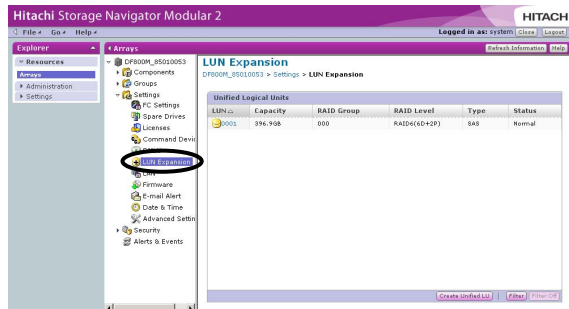 Hitachi Storage Navigator Modular 2
HITACH
File Go Help
Logged in as: system Close Logout
Explorer
Arrays
Refresh Information Help
Resources
Arrays
Administration
Settings
DF800M_85010053
Components
Groups
Settings
FC Settings
Spare Drives
Licenses
Command Devic
LUN Expansion
LAN
Firmware
E-mail Alert
Date & Time
Advanced Settin
Security
Alerts & Events
LUN Expansion
DF800M_85010053 > Settings > LUN Expansion
Unified Logical Units
LUN Capacity RAID Group RAID Level Type Status
0001 396.9GB 000 RAID6(6D+2P) SAS Normal
Create Unified LU Filter Filter Off